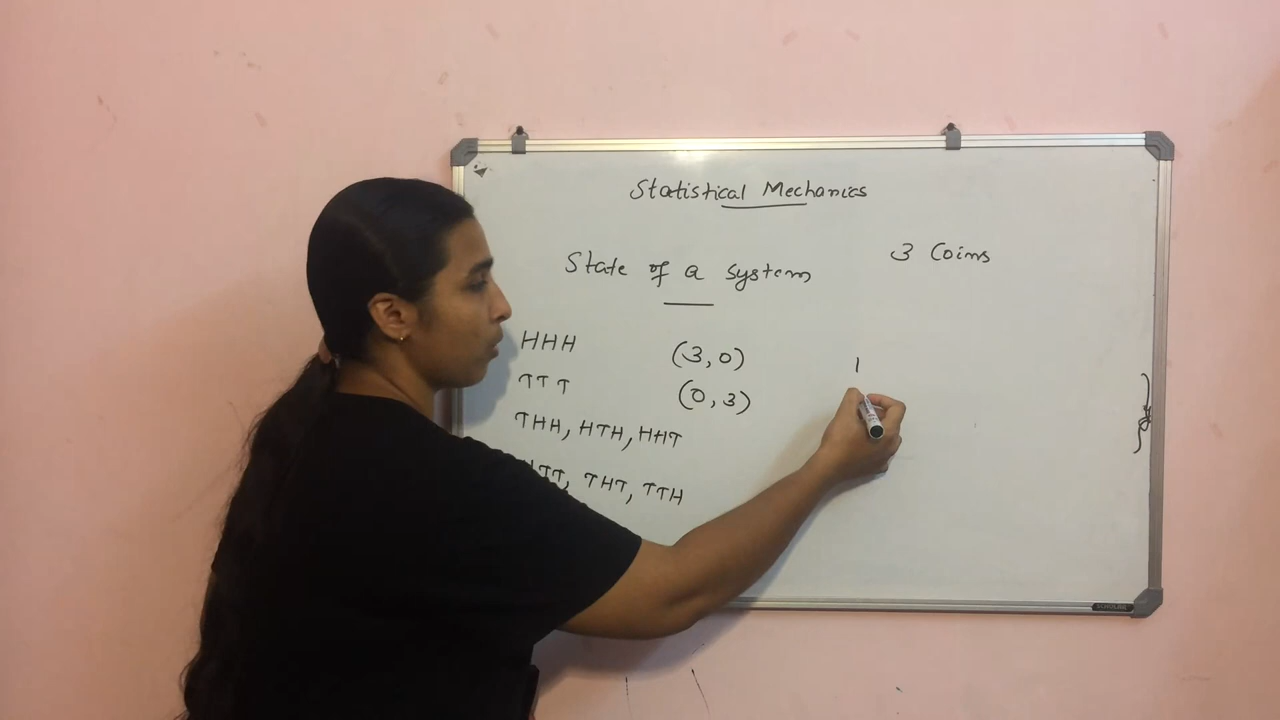 Statistical Mechanics
State of a system
3 Coins
HHH (3,0) 1
TTT (0,3)
THH, HTH, HHT
HTT, THT, TTH